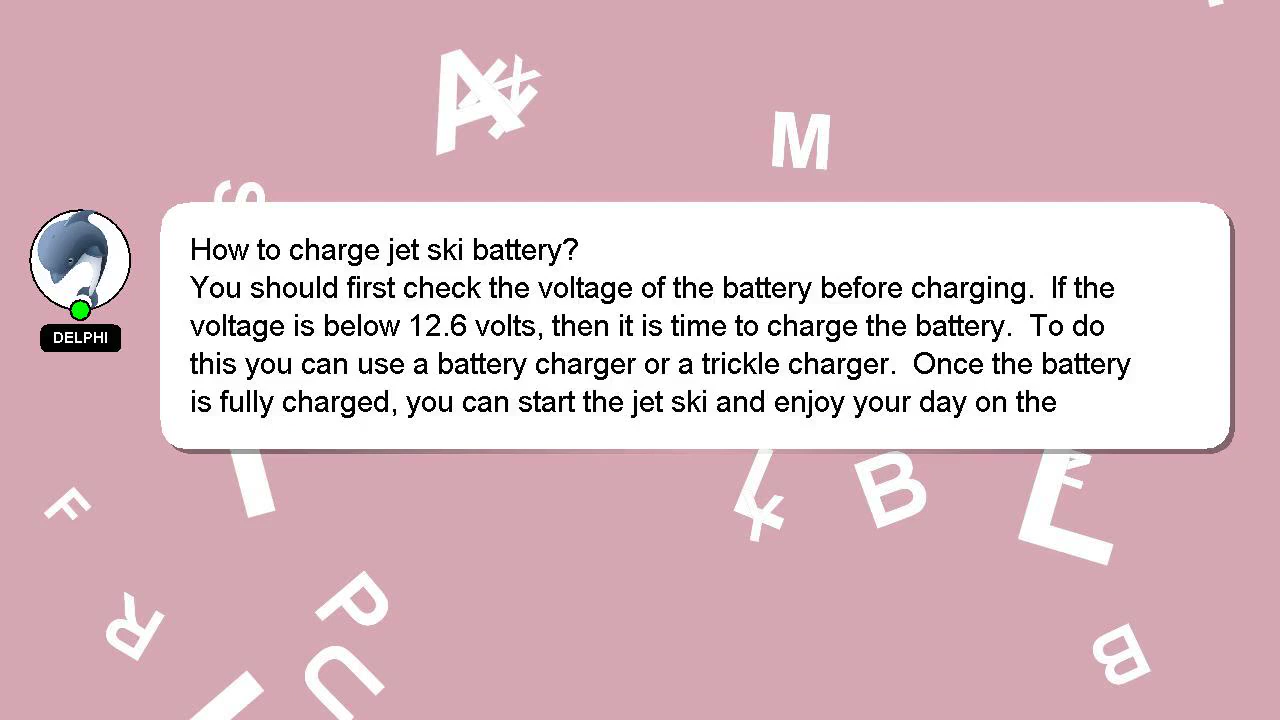 A
X
M
S
How to charge jet ski battery?
You should first check the voltage of the battery before charging.  If the
voltage is below 12.6 volts, then it is time to charge the battery.  To do
this you can use a battery charger or a trickle charger.  Once the battery
is fully charged, you can start the jet ski and enjoy your day on the
DELPHI
F
Y
B
L
R
P
U
B